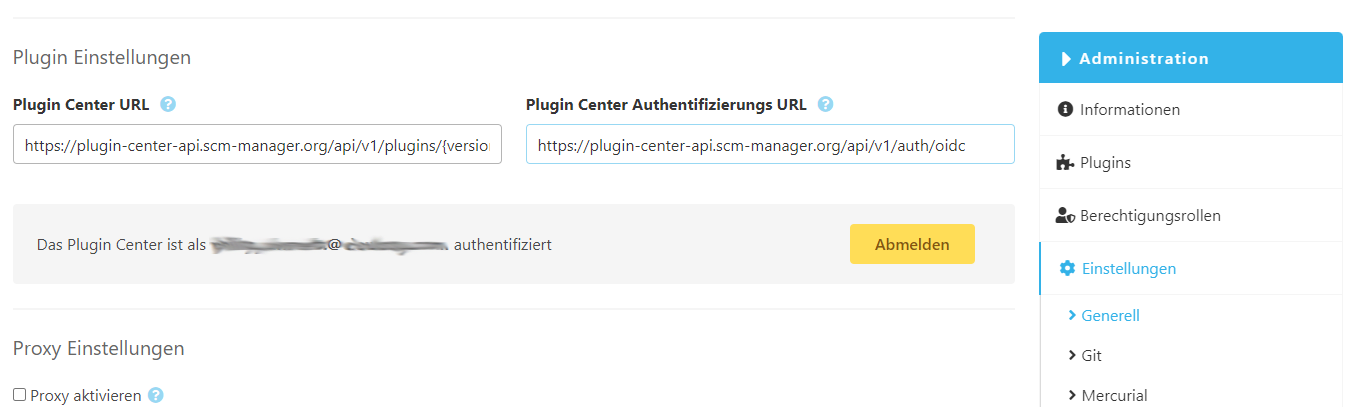 Plugin Einstellungen
Plugin Center URL
Plugin Center Authentifizierungs URL
https://plugin-center-api.scm-manager.org/api/v1/plugins/{versio
https://plugin-center-api.scm-manager.org/api/v1/auth/oidc
Das Plugin Center ist als @ authentifiziert
Abmelden
Proxy Einstellungen
Proxy aktivieren
Administration
Informationen
Plugins
Berechtigungsrollen
Einstellungen
Generell
Git
Mercurial